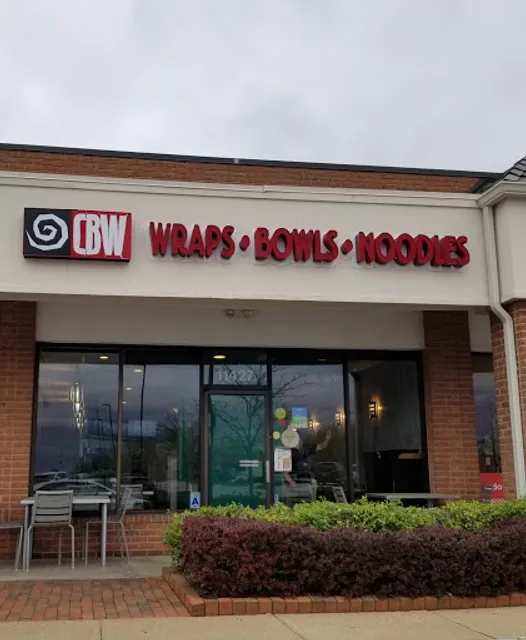 CBW WRAPS • BOWLS • NOODLES
11427
A